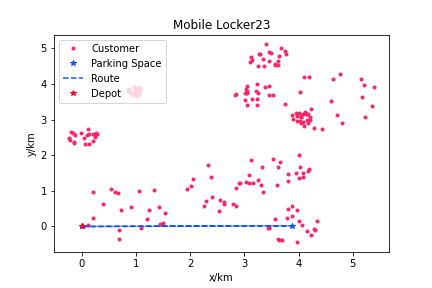 Mobile Locker23
Customer
Parking Space
Route
Depot
y/km
5
4
3
2
1
0
0
1
2
3
4
5
x/km